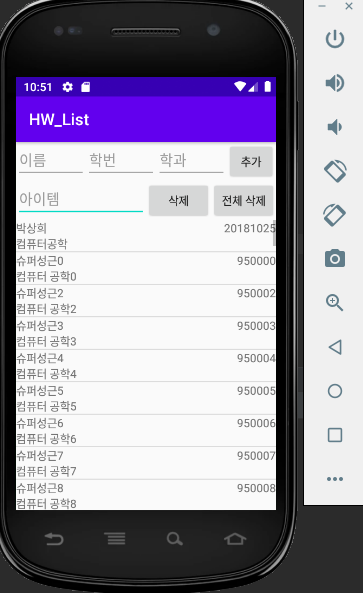 10:51
HW_List
이름 학번 학과 추가
아이템 삭제 전체 삭제
박상희 20181025
컴퓨터공학
슈퍼성근0 950000
컴퓨터 공학0
슈퍼성근2 950002
컴퓨터 공학2
슈퍼성근3 950003
컴퓨터 공학3
슈퍼성근4 950004
컴퓨터 공학4
슈퍼성근5 950005
컴퓨터 공학5
슈퍼성근6 950006
컴퓨터 공학6
슈퍼성근7 950007
컴퓨터 공학7
슈퍼성근8 950008
컴퓨터 공학8